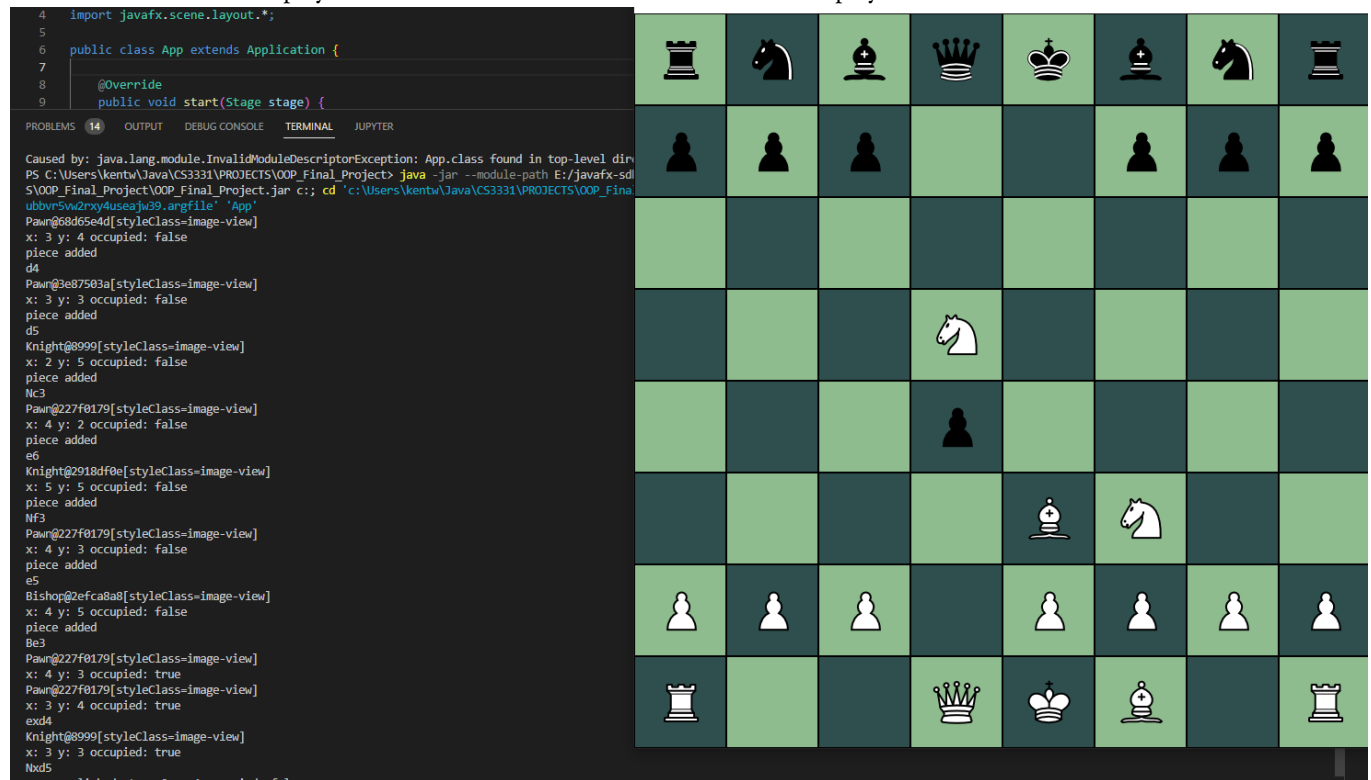 4 import javafx.scene.layout.*;
5
6 public class App extends Application {
7
8 @Override
9 public void start(Stage stage) {
PROBLEMS 14 OUTPUT DEBUG CONSOLE TERMINAL JUPYTER
Caused by: java.lang.module.InvalidModuleDescriptorException: App.class found in top-level dir
PS C:\Users\kentw\Java\CS3331\PROJECTS\OOP_Final_Project> java -jar --module-path E:/javafx-sd
S\OOP_Final_Project\OOP_Final_Project.jar c:; cd 'c:\Users\kentw\Java\CS3331\PROJECTS\OOP_Fina
ubbvr5vw2rxy4useajw39.argfile' 'App'
Pawn@68d65e4d[styleClass=image-view]
x: 3 y: 4 occupied: false
piece added
d4
Pawn@3e87503a[styleClass=image-view]
x: 3 y: 3 occupied: false
piece added
d5
Knight@8999[styleClass=image-view]
x: 2 y: 5 occupied: false
piece added
Nc3
Pawn@227f0179[styleClass=image-view]
x: 4 y: 2 occupied: false
piece added
e6
Knight@2918df0e[styleClass=image-view]
x: 5 y: 5 occupied: false
piece added
Nf3
Pawn@227f0179[styleClass=image-view]
x: 4 y: 3 occupied: false
piece added
e5
Bishop@2efca8a8[styleClass=image-view]
x: 4 y: 5 occupied: false
piece added
Be3
Pawn@227f0179[styleClass=image-view]
x: 4 y: 3 occupied: true
Pawn@227f0179[styleClass=image-view]
x: 3 y: 4 occupied: true
exd4
Knight@8999[styleClass=image-view]
x: 3 y: 3 occupied: true
Nxd5